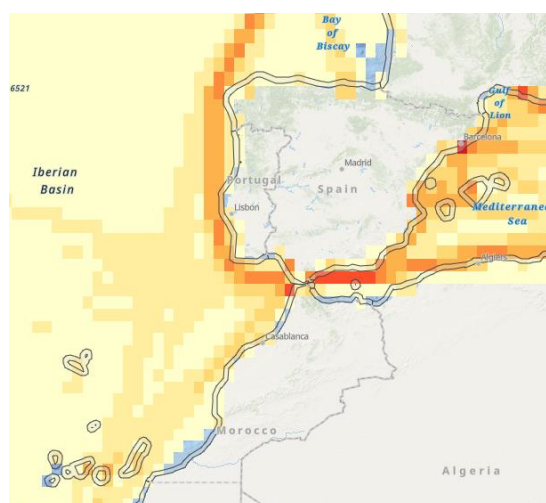 Bay
of
Biscay
6521
Gulf
of
Lion
Barcelona
Iberian
Basin
Portugal
Madrid
Spain
Lisbon
Mediterranean
Sea
Algiers
Casablanca
Morocco
Algeria